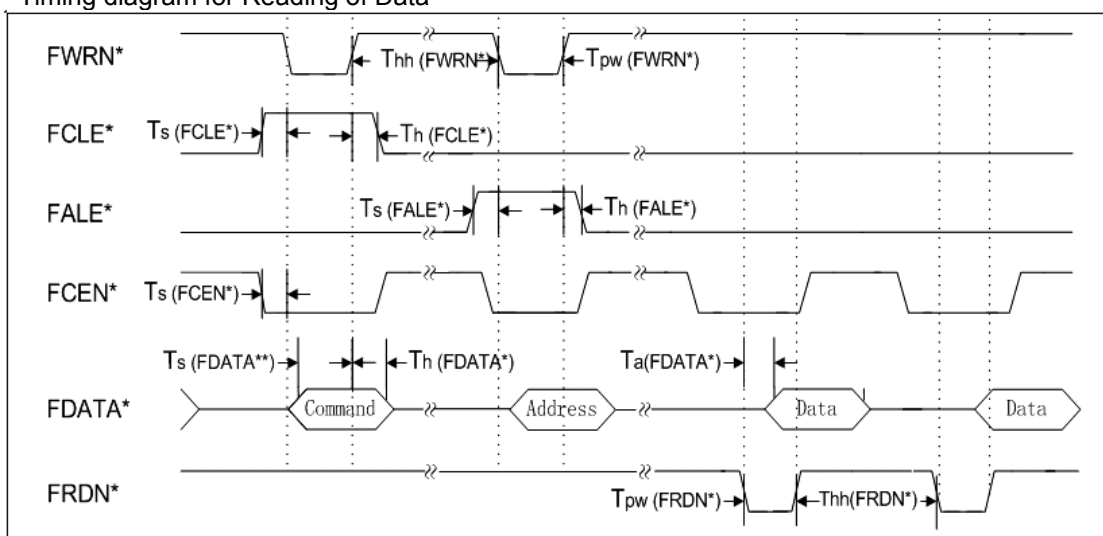 Timing diagram for Reading of Data
FWRN*
Thh (FWRN*)
Tpw (FWRN*)
FCLE*
Ts (FCLE*)
Th (FCLE*)
FALE*
Ts (FALE*)
Th (FALE*)
FCEN*
Ts (FCEN*)
Ts (FDATA**)
Th (FDATA*)
Ta(FDATA*)
FDATA*
Command
Address
Data
Data
FRDN*
Tpw (FRDN*)
Thh(FRDN*)